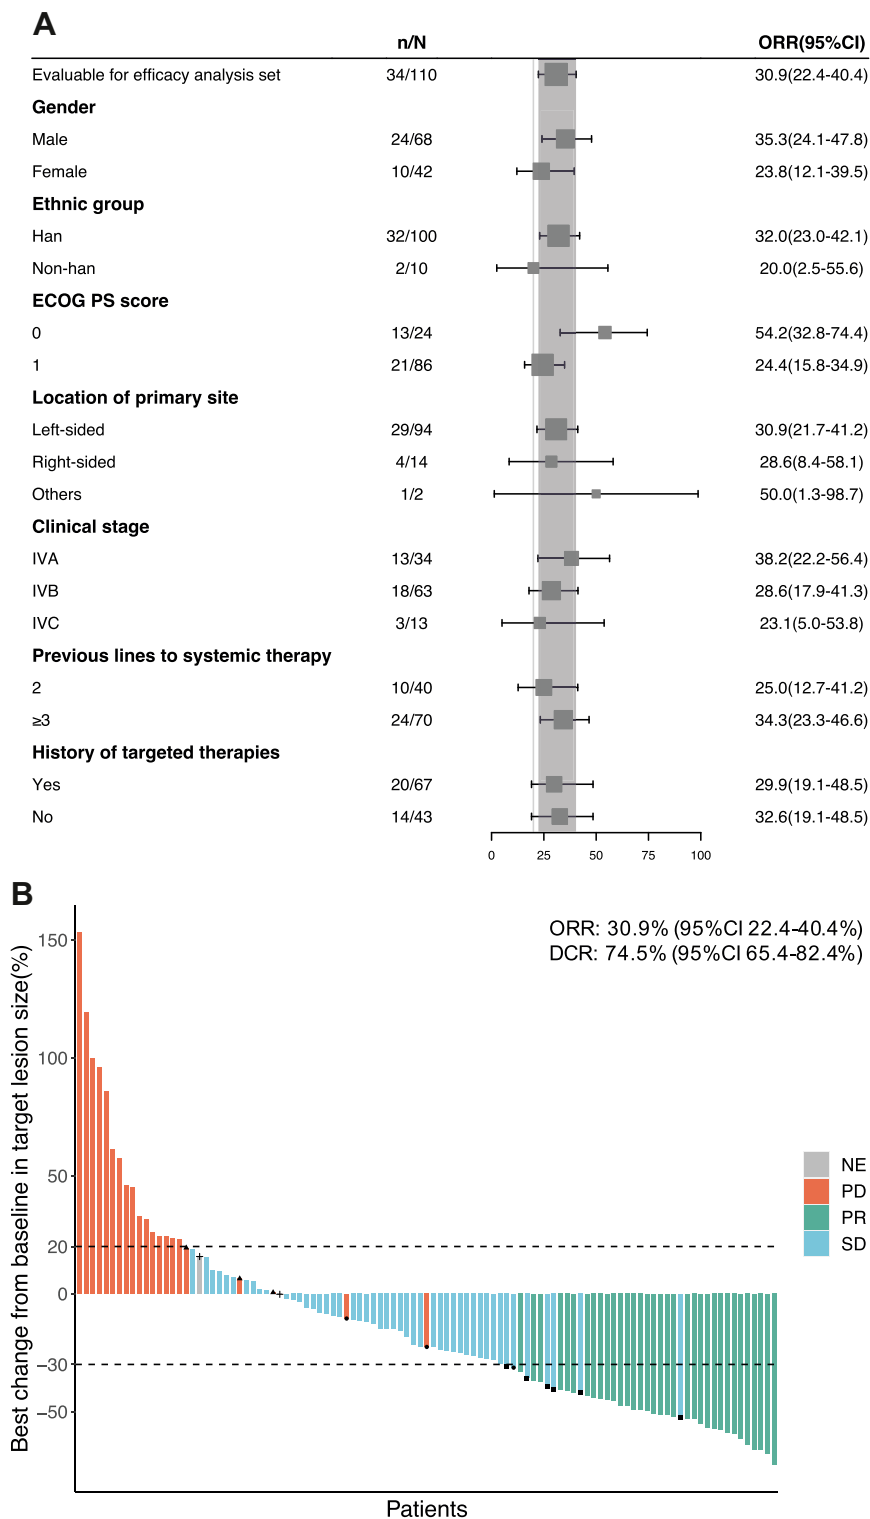 A
n/N ORR(95%CI)
Evaluable for efficacy analysis set 34/110 30.9(22.4-40.4)
Gender
Male 24/68 35.3(24.1-47.8)
Female 10/42 23.8(12.1-39.5)
Ethnic group
Han 32/100 32.0(23.0-42.1)
Non-han 2/10 20.0(2.5-55.6)
ECOG PS score
0 13/24 54.2(32.8-74.4)
1 21/86 24.4(15.8-34.9)
Location of primary site
Left-sided 29/94 30.9(21.7-41.2)
Right-sided 4/14 28.6(8.4-58.1)
Others 1/2 50.0(1.3-98.7)
Clinical stage
IVA 13/34 38.2(22.2-56.4)
IVB 18/63 28.6(17.9-41.3)
IVC 3/13 23.1(5.0-53.8)
Previous lines to systemic therapy
2 10/40 25.0(12.7-41.2)
≥3 24/70 34.3(23.3-46.6)
History of targeted therapies
Yes 20/67 29.9(19.1-48.5)
No 14/43 32.6(19.1-48.5)
0 25 50 75 100
B
ORR: 30.9% (95%CI 22.4-40.4%)
DCR: 74.5% (95%CI 65.4-82.4%)
Best change from baseline in target lesion size(%)
150
100
50
20
0
−30
−50
NE
PD
PR
SD
Patients